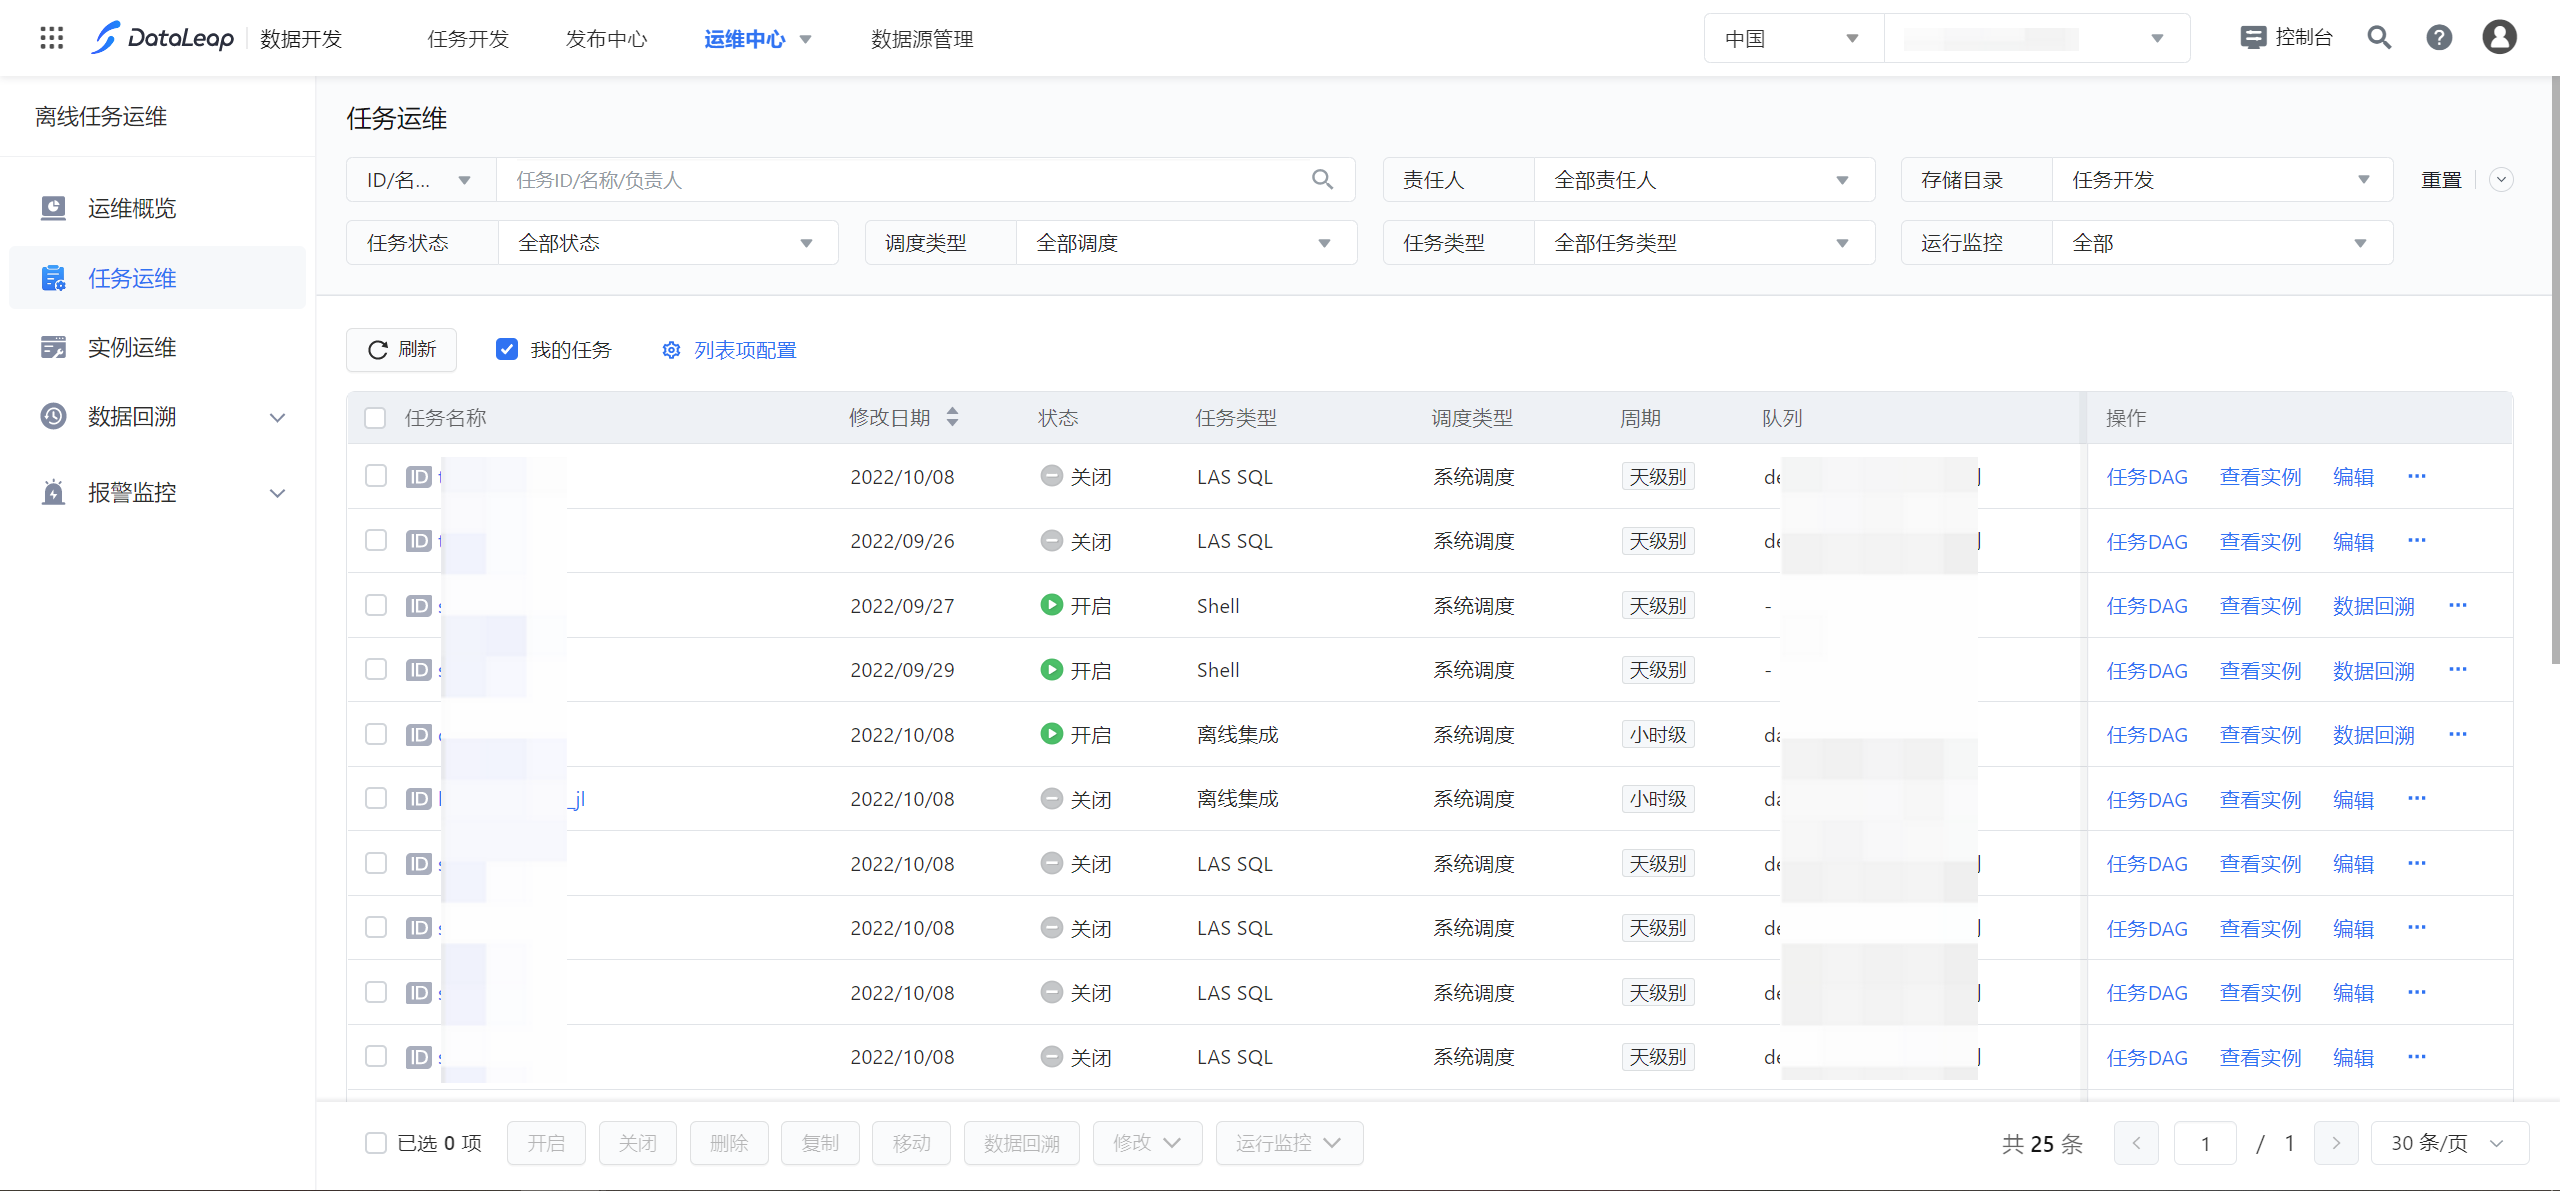 DataLeap 数据开发 任务开发 发布中心 运维中心 数据源管理 中国 控制台
离线任务运维
运维概览
任务运维
实例运维
数据回溯
报警监控
任务运维
ID/名... 任务ID/名称/负责人 责任人 全部责任人 存储目录 任务开发 重置
任务状态 全部状态 调度类型 全部调度 任务类型 全部任务类型 运行监控 全部
刷新 我的任务 列表项配置
任务名称 修改日期 状态 任务类型 调度类型 周期 队列 操作
ID 2022/10/08 关闭 LAS SQL 系统调度 天级别 任务DAG 查看实例 编辑 ···
ID 2022/09/26 关闭 LAS SQL 系统调度 天级别 任务DAG 查看实例 编辑 ···
ID 2022/09/27 开启 Shell 系统调度 天级别 - 任务DAG 查看实例 数据回溯 ···
ID 2022/09/29 开启 Shell 系统调度 天级别 - 任务DAG 查看实例 数据回溯 ···
ID 2022/10/08 开启 离线集成 系统调度 小时级 任务DAG 查看实例 数据回溯 ···
ID _jl 2022/10/08 关闭 离线集成 系统调度 小时级 任务DAG 查看实例 编辑 ···
ID 2022/10/08 关闭 LAS SQL 系统调度 天级别 任务DAG 查看实例 编辑 ···
ID 2022/10/08 关闭 LAS SQL 系统调度 天级别 任务DAG 查看实例 编辑 ···
ID 2022/10/08 关闭 LAS SQL 系统调度 天级别 任务DAG 查看实例 编辑 ···
ID 2022/10/08 关闭 LAS SQL 系统调度 天级别 任务DAG 查看实例 编辑 ···
已选 0 项 开启 关闭 删除 复制 移动 数据回溯 修改 运行监控 共 25 条 1 / 1 30 条/页